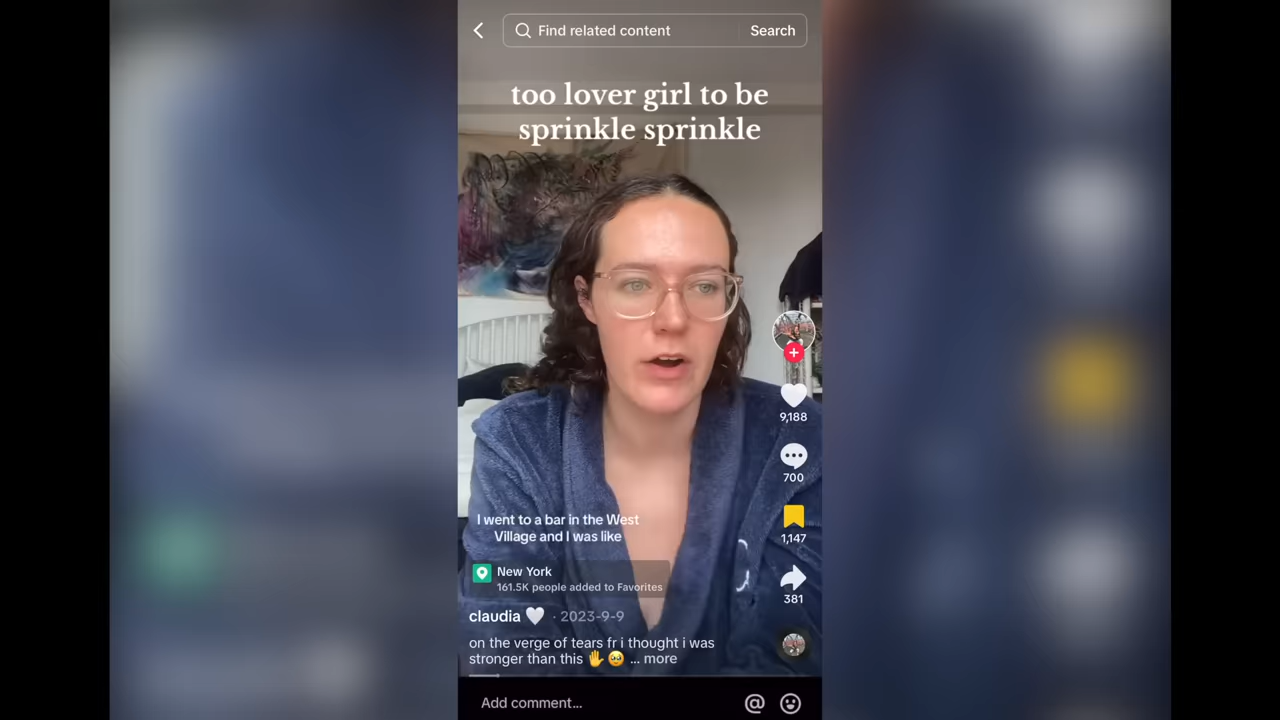 Find related content
Search
too lover girl to be
sprinkle sprinkle
9,188
700
1,147
381
I went to a bar in the West
Village and I was like
New York
161.5K people added to Favorites
claudia 🤍 · 2023-9-9
on the verge of tears fr i thought i was
stronger than this ✋🥹 ... more
Add comment...
@